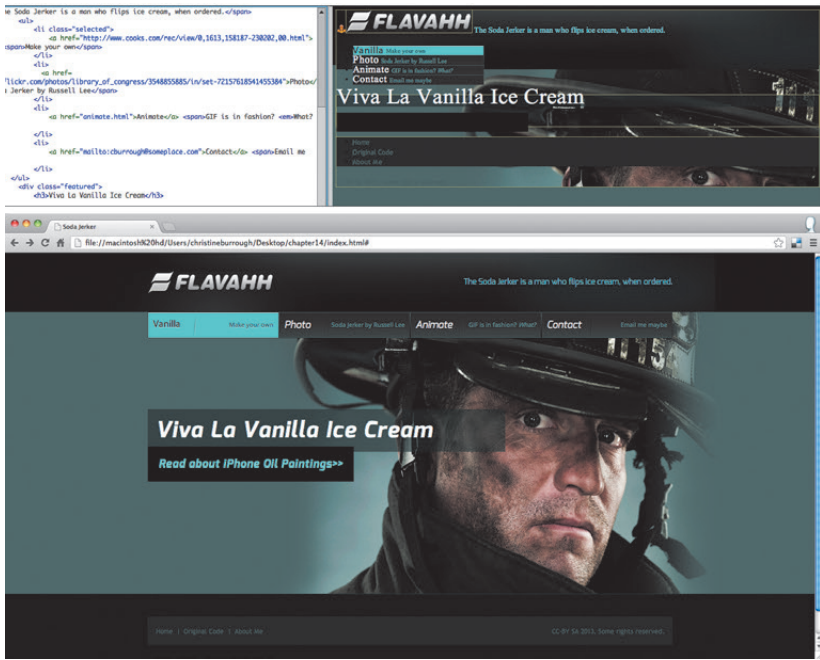 he Soda Jerker is a man who flips ice cream, when ordered.</span>
<ul>
<li class="selected">
<a href="http://www.cooks.com/rec/view/0,1613,158187-230202,00.html">
<span>Make your own</span>
</li>
<li>
<a href=
"flickr.com/photos/library_of_congress/3548855885/in/set-72157618541455384">Photo</
a Jerker by Russell Lee</span>
</li>
<li>
<a href="animate.html">Animate</a> <span>GIF is in fashion? <em>What?
</li>
<li>
<a href="mailto:cburrough@someplace.com">Contact</a> <span>Email me
</li>
</ul>
<div class="featured">
<h3>Viva La Vanilla Ice Cream</h3>
FLAVAHH The Soda Jerker is a man who flips ice cream, when ordered.
Vanilla Make your own
Photo Soda Jerker by Russell Lee
Animate GIF is in fashion? What?
Contact Email me maybe
115
Viva La Vanilla Ice Cream
Home
Original Code
About me
Soda Jerker
file://macintosh%20hd/Users/christineburrough/Desktop/chapter14/index.html#
FLAVAHH
The Soda Jerker is a man who flips ice cream, when ordered.
Vanilla Make your own Photo Soda Jerker by Russell Lee Animate GIF is in fashion? What? Contact Email me maybe
115
Viva La Vanilla Ice Cream
Read about iPhone Oil Paintings>>
Home | Original Code | About Me
CC-BY SA 2013. Some rights reserved.